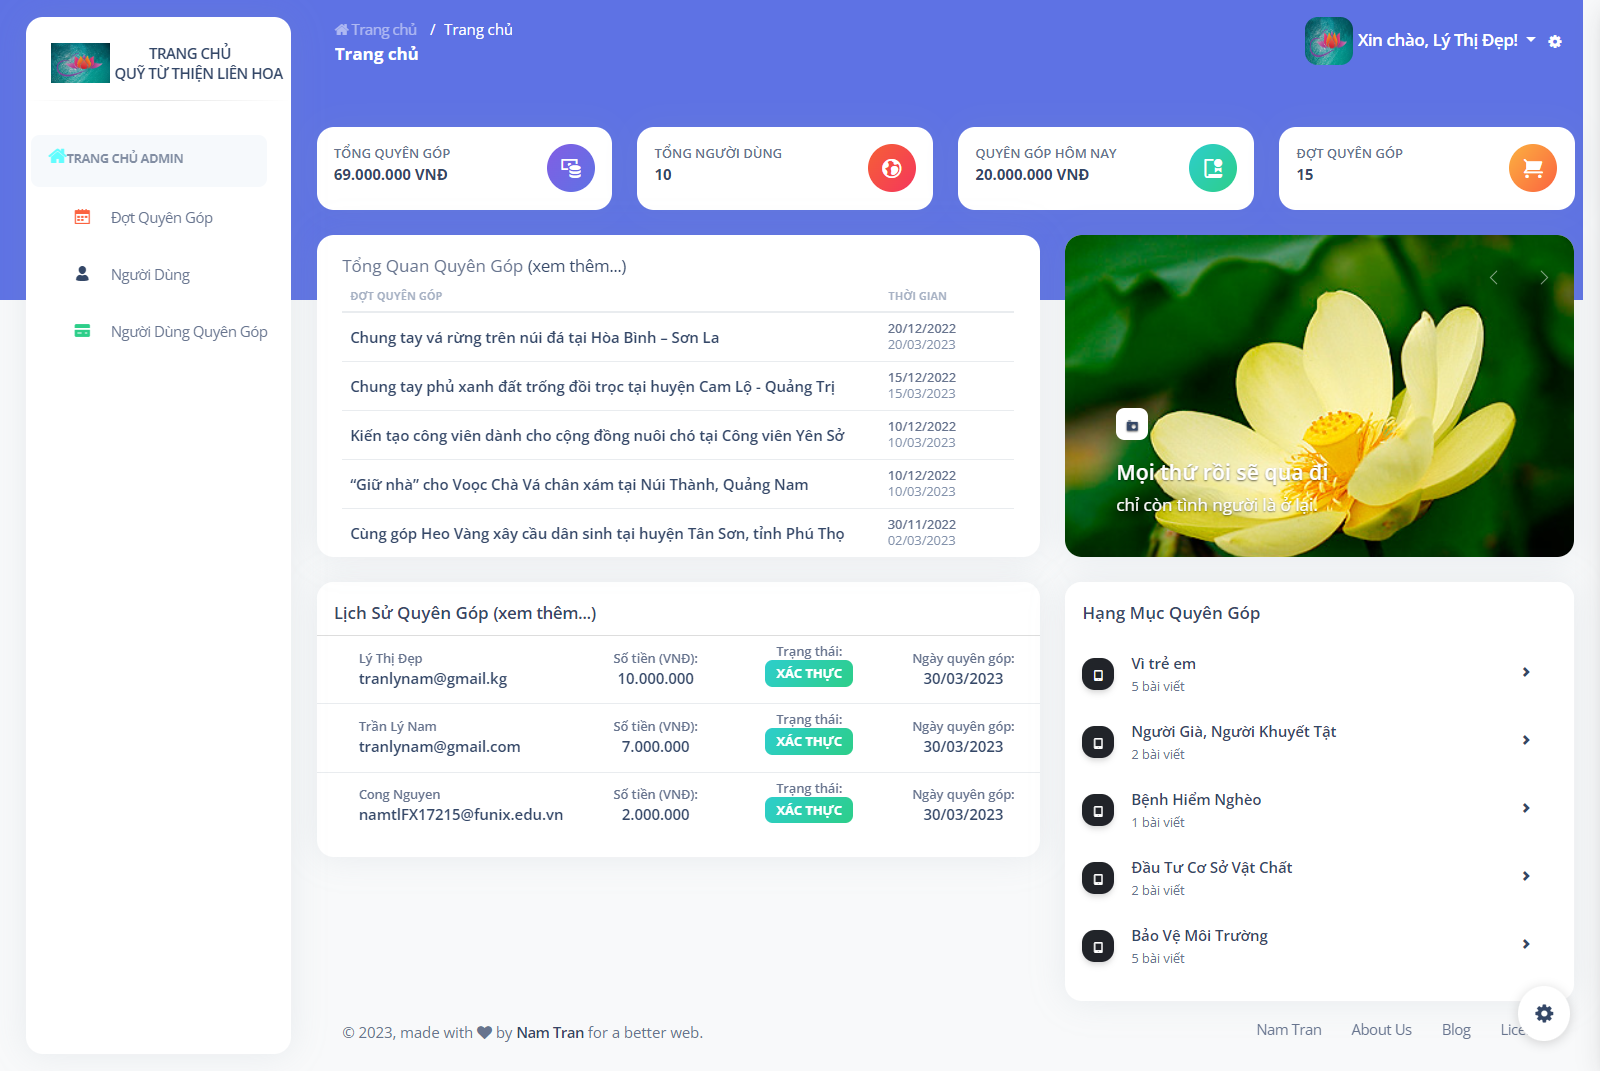 TRANG CHỦ
QUỸ TỪ THIỆN LIÊN HOA
TRANG CHỦ ADMIN
Đợt Quyên Góp
Người Dùng
Người Dùng Quyên Góp
Trang chủ / Trang chủ
Trang chủ
Xin chào, Lý Thị Đẹp!
TỔNG QUYÊN GÓP
69.000.000 VNĐ
TỔNG NGƯỜI DÙNG
10
QUYÊN GÓP HÔM NAY
20.000.000 VNĐ
ĐỢT QUYÊN GÓP
15
Tổng Quan Quyên Góp (xem thêm...)
ĐỢT QUYÊN GÓP THỜI GIAN
Chung tay vá rừng trên núi đá tại Hòa Bình – Sơn La
20/12/2022
20/03/2023
Chung tay phủ xanh đất trống đồi trọc tại huyện Cam Lộ - Quảng Trị
15/12/2022
15/03/2023
Kiến tạo công viên dành cho cộng đồng nuôi chó tại Công viên Yên Sở
10/12/2022
10/03/2023
“Giữ nhà” cho Voọc Chà Vá chân xám tại Núi Thành, Quảng Nam
10/12/2022
10/03/2023
Cùng góp Heo Vàng xây cầu dân sinh tại huyện Tân Sơn, tỉnh Phú Thọ
30/11/2022
02/03/2023
Mọi thứ rồi sẽ qua đi
chỉ còn tình người là ở lại.
Lịch Sử Quyên Góp (xem thêm...)
Lý Thị Đẹp Số tiền (VNĐ): Trạng thái: Ngày quyên góp:
tranlynam@gmail.kg 10.000.000 XÁC THỰC 30/03/2023
Trần Lý Nam Số tiền (VNĐ): Trạng thái: Ngày quyên góp:
tranlynam@gmail.com 7.000.000 XÁC THỰC 30/03/2023
Cong Nguyen Số tiền (VNĐ): Trạng thái: Ngày quyên góp:
namtlFX17215@funix.edu.vn 2.000.000 XÁC THỰC 30/03/2023
Hạng Mục Quyên Góp
Vì trẻ em
5 bài viết
Người Già, Người Khuyết Tật
2 bài viết
Bệnh Hiểm Nghèo
1 bài viết
Đầu Tư Cơ Sở Vật Chất
2 bài viết
Bảo Vệ Môi Trường
5 bài viết
© 2023, made with by Nam Tran for a better web.
Nam Tran About Us Blog